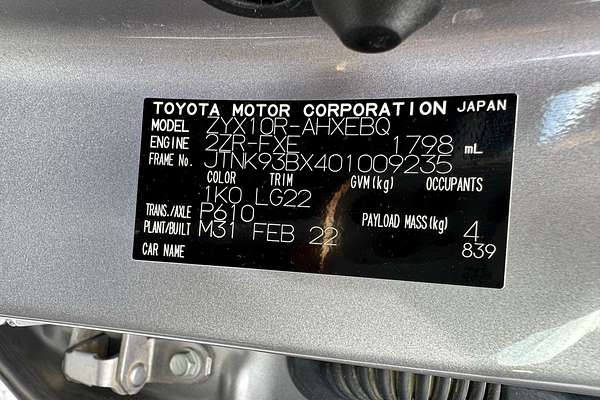 TOYOTA MOTOR CORPORATION JAPAN
MODEL ZYX10R-AHXEBQ
ENGINE 2ZR-FXE 1798 mL
FRAME No. JTNK93BX401009235
COLOR TRIM GVM(kg) OCCUPANTS
1K0 LG22
TRANS./AXLE P610 PAYLOAD MASS(kg) 4
PLANT/BUILT M31 FEB 22 839
CAR NAME